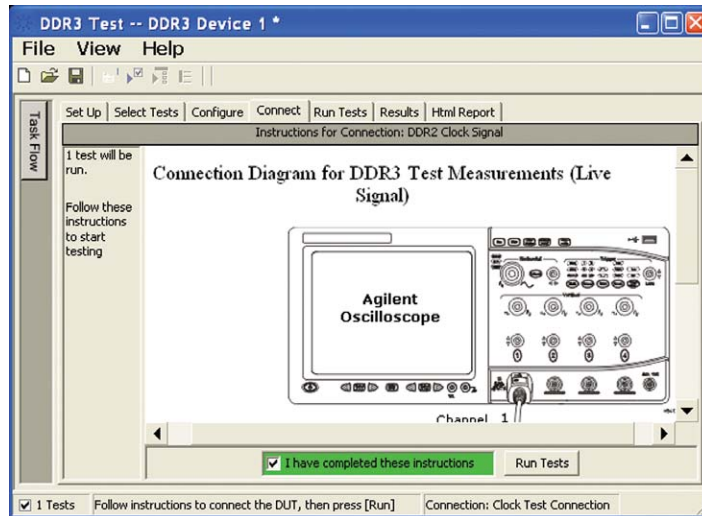 DDR3 Test -- DDR3 Device 1 *
File View Help
Task Flow
Set Up Select Tests Configure Connect Run Tests Results Html Report
Instructions for Connection: DDR2 Clock Signal
1 test will be
run.
Follow these
instructions
to start
testing
Connection Diagram for DDR3 Test Measurements (Live
Signal)
Agilent
Oscilloscope
Horizontal
Trigger
Vertical
1 2 3 4
Channel 1
I have completed these instructions
Run Tests
1 Tests Follow instructions to connect the DUT, then press [Run] Connection: Clock Test Connection